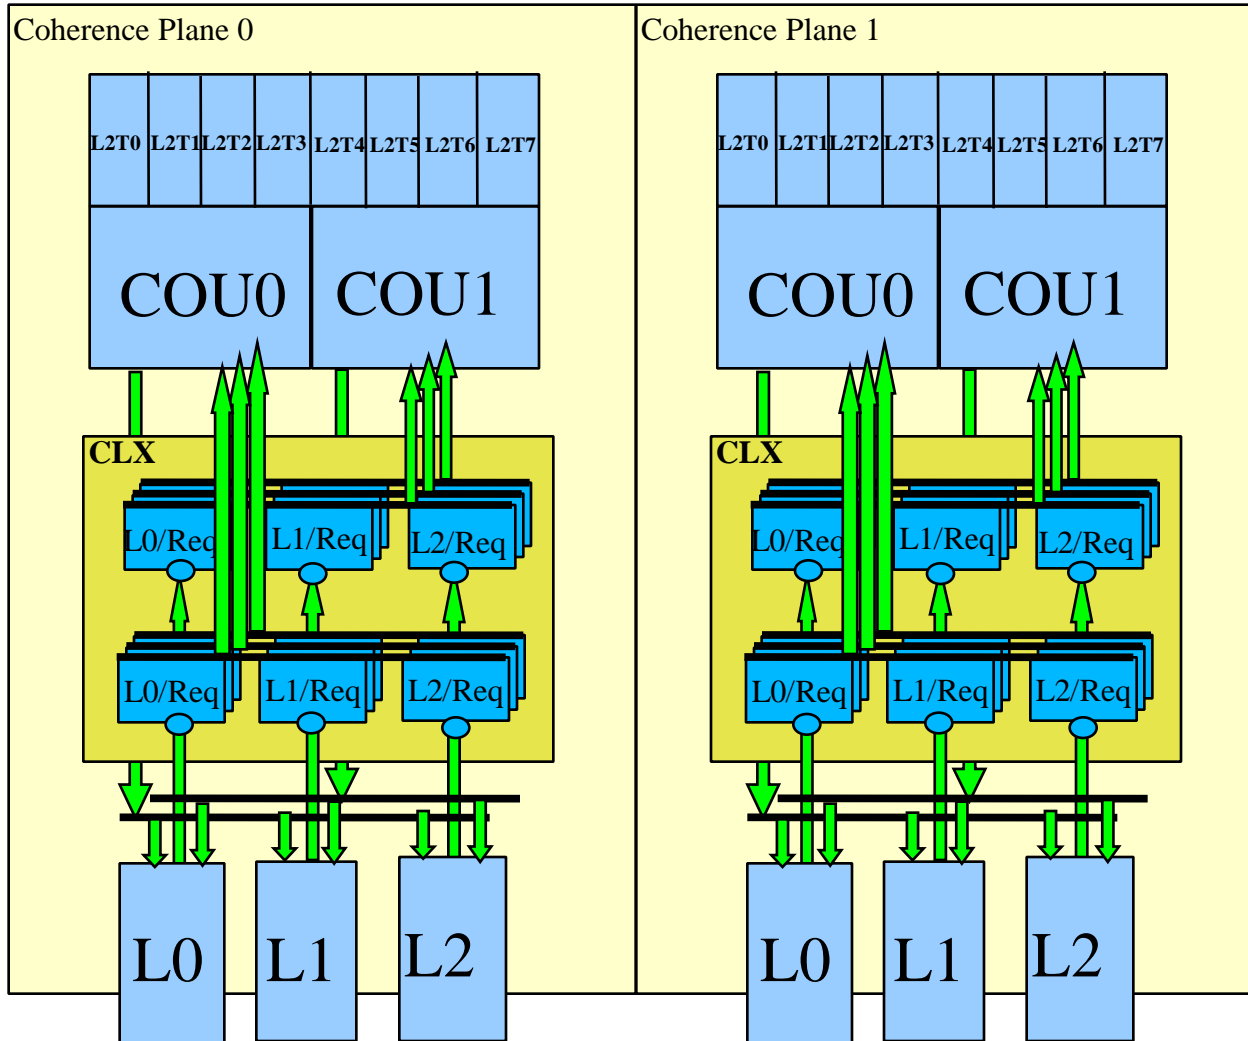 Coherence Plane 0
L2T0 L2T1 L2T2 L2T3 L2T4 L2T5 L2T6 L2T7
COU0 COU1
CLX
L0/Req L1/Req L2/Req
L0/Req L1/Req L2/Req
L0 L1 L2
Coherence Plane 1
L2T0 L2T1 L2T2 L2T3 L2T4 L2T5 L2T6 L2T7
COU0 COU1
CLX
L0/Req L1/Req L2/Req
L0/Req L1/Req L2/Req
L0 L1 L2